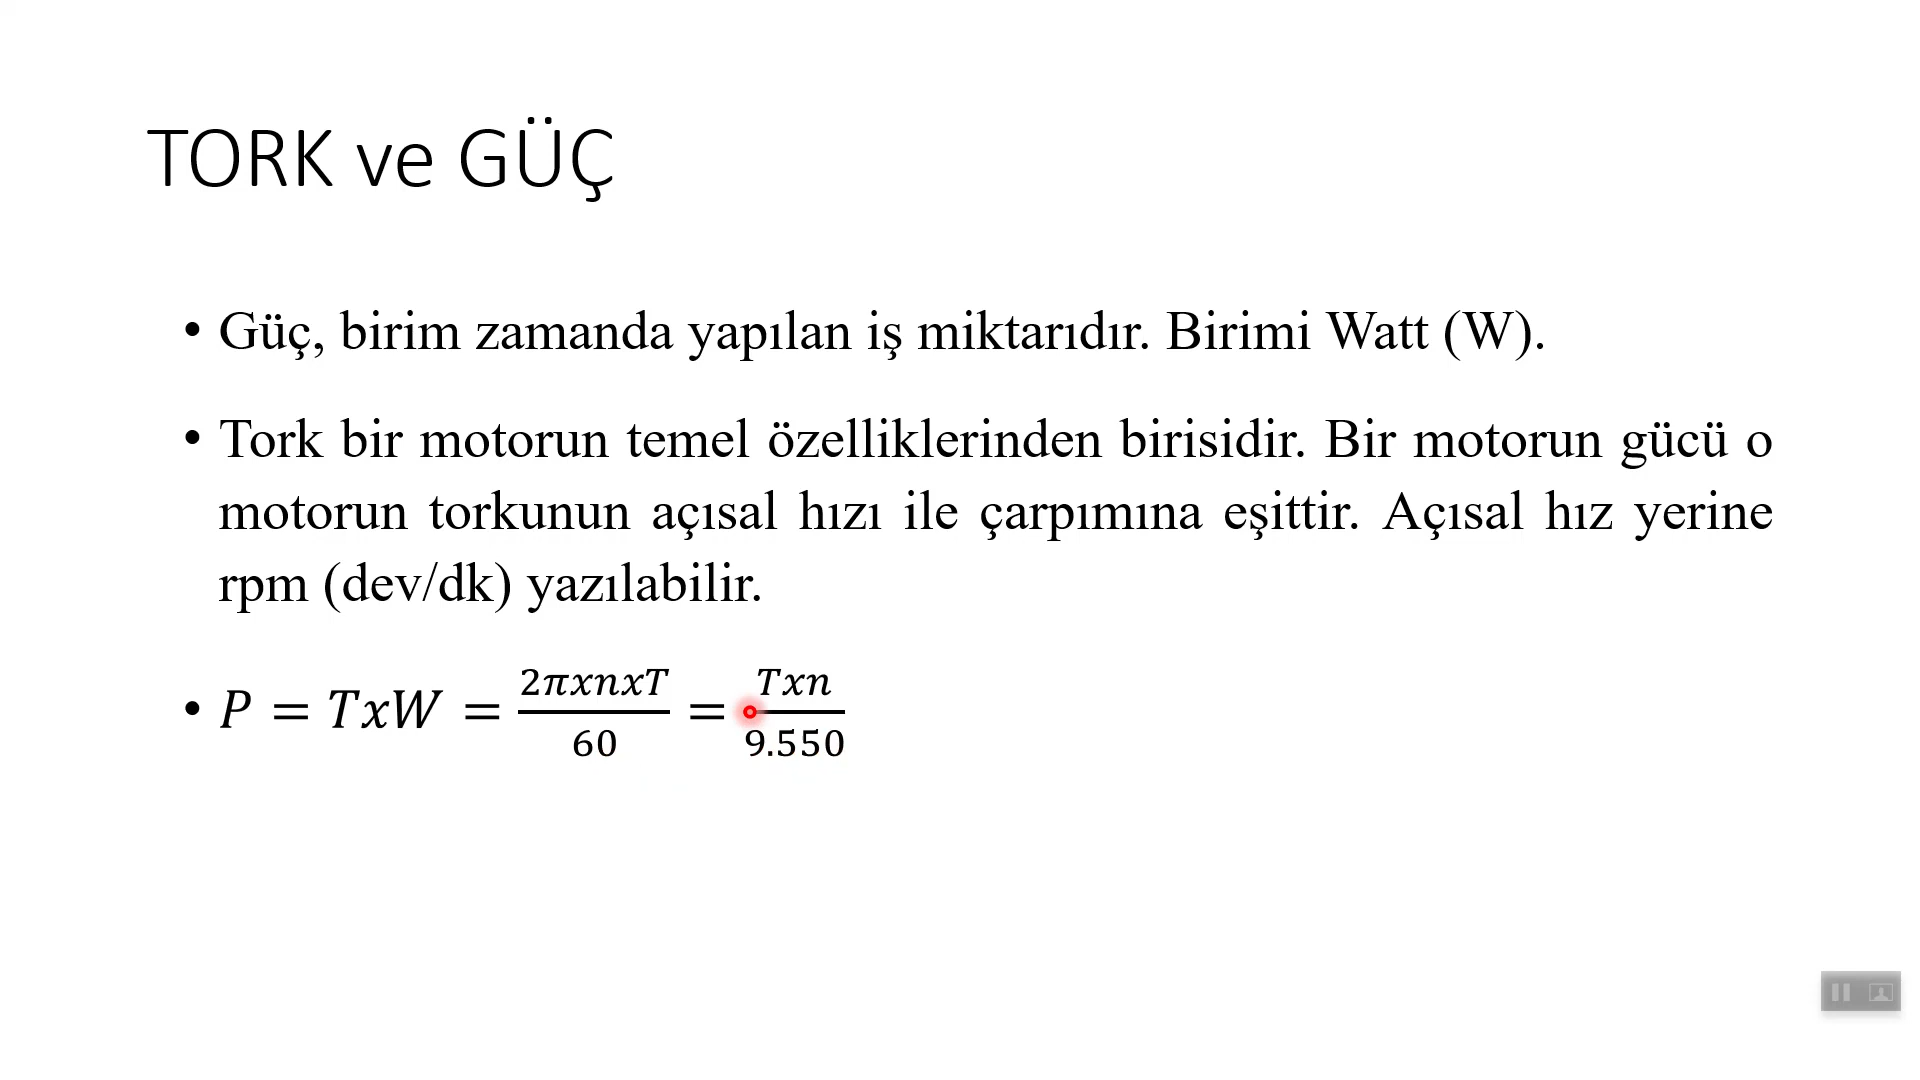 TORK ve GÜÇ
• Güç, birim zamanda yapılan iş miktarıdır. Birimi Watt (W).
• Tork bir motorun temel özelliklerinden birisidir. Bir motorun gücü o
motorun torkunun açısal hızı ile çarpımına eşittir. Açısal hız yerine
rpm (dev/dk) yazılabilir.
• P = TxW = 2πxnxT/60 = Txn/9.550